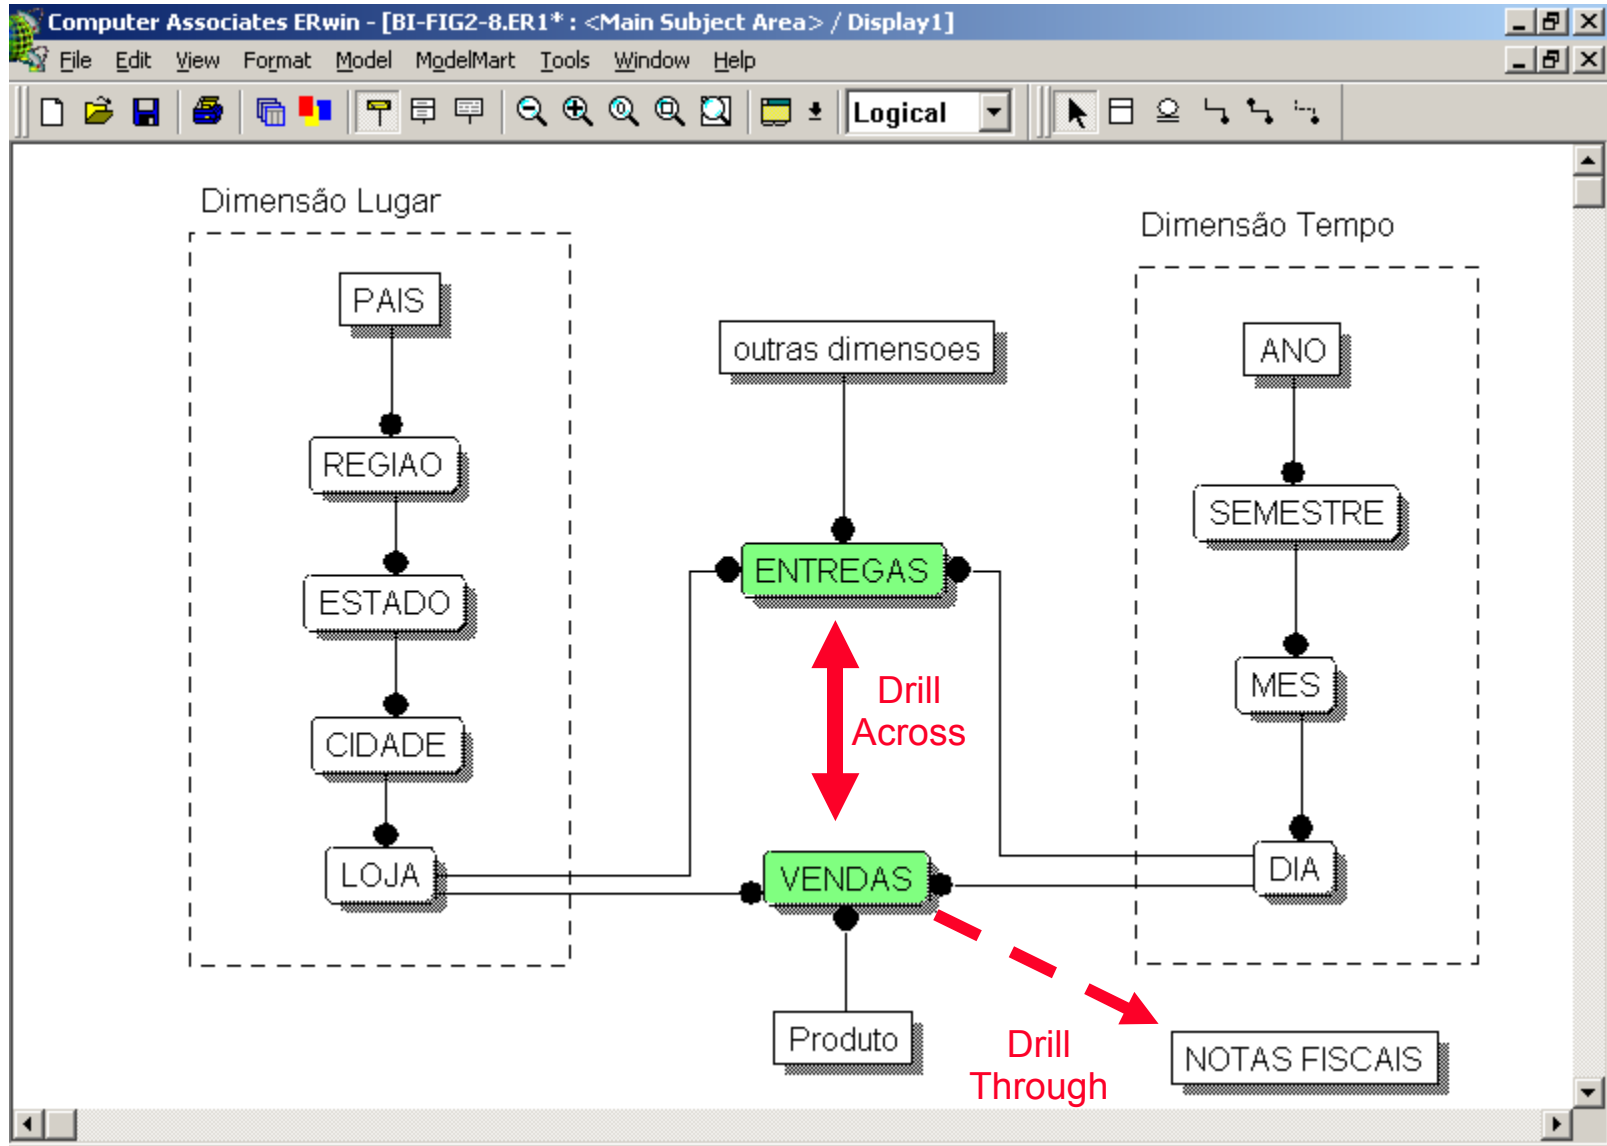 Computer Associates ERwin - [BI-FIG2-8.ER1* : <Main Subject Area> / Display1]
File Edit View Format Model ModelMart Tools Window Help
Logical
Dimensão Lugar
Dimensão Tempo
PAIS
outras dimensoes
ANO
REGIAO
SEMESTRE
ENTREGAS
ESTADO
MES
Drill
Across
CIDADE
LOJA
VENDAS
DIA
Produto
Drill
Through
NOTAS FISCAIS